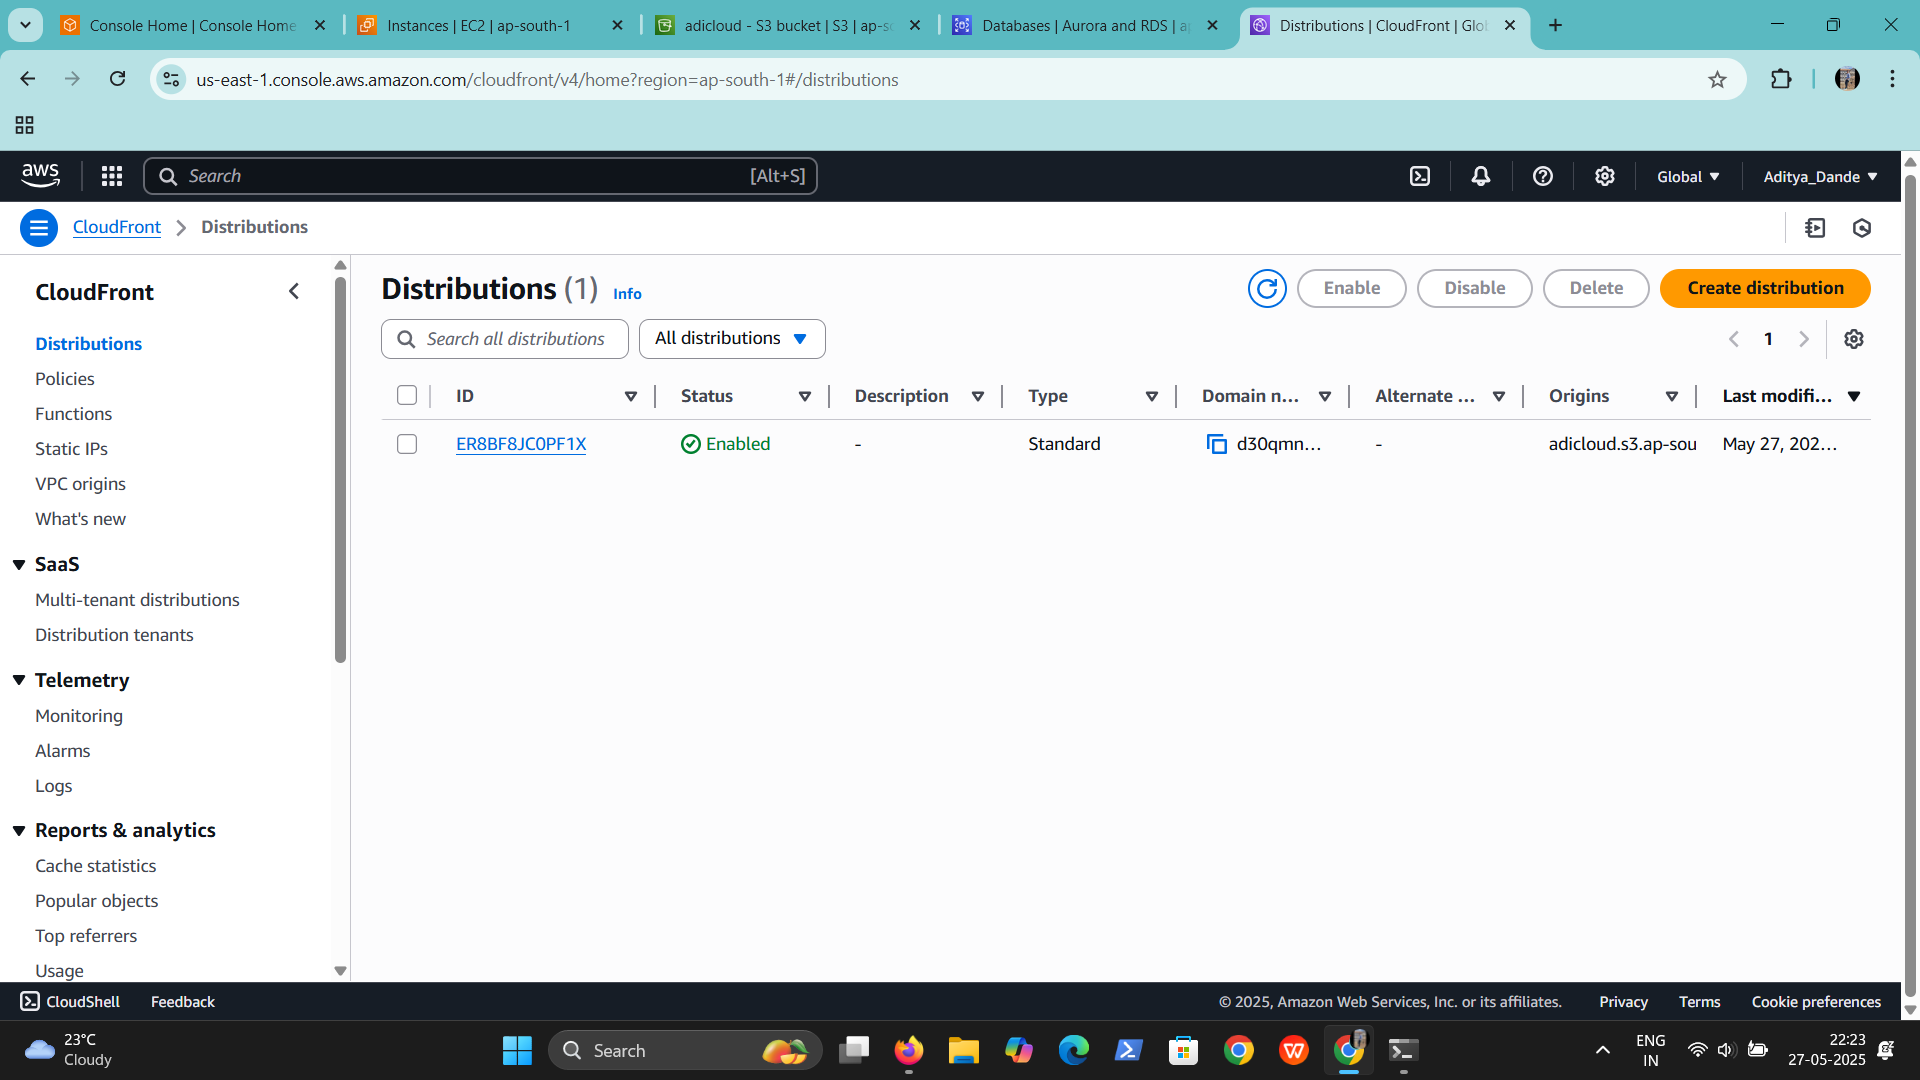 Console Home | Console Home
Instances | EC2 | ap-south-1
adicloud - S3 bucket | S3 | ap-so
Databases | Aurora and RDS | a
Distributions | CloudFront | Glo
us-east-1.console.aws.amazon.com/cloudfront/v4/home?region=ap-south-1#/distributions
aws
Search
[Alt+S]
Global
Aditya_Dande
CloudFront
Distributions
CloudFront
Distributions
Policies
Functions
Static IPs
VPC origins
What's new
SaaS
Multi-tenant distributions
Distribution tenants
Telemetry
Monitoring
Alarms
Logs
Reports & analytics
Cache statistics
Popular objects
Top referrers
Usage
Distributions (1) Info
Enable
Disable
Delete
Create distribution
Search all distributions
All distributions
1
ID Status Description Type Domain n... Alternate ... Origins Last modifi...
ER8BF8JC0PF1X Enabled - Standard d30qmn... - adicloud.s3.ap-sou May 27, 202...
CloudShell Feedback
© 2025, Amazon Web Services, Inc. or its affiliates. Privacy Terms Cookie preferences
23°C
Cloudy
Search
ENG
IN
22:23
27-05-2025